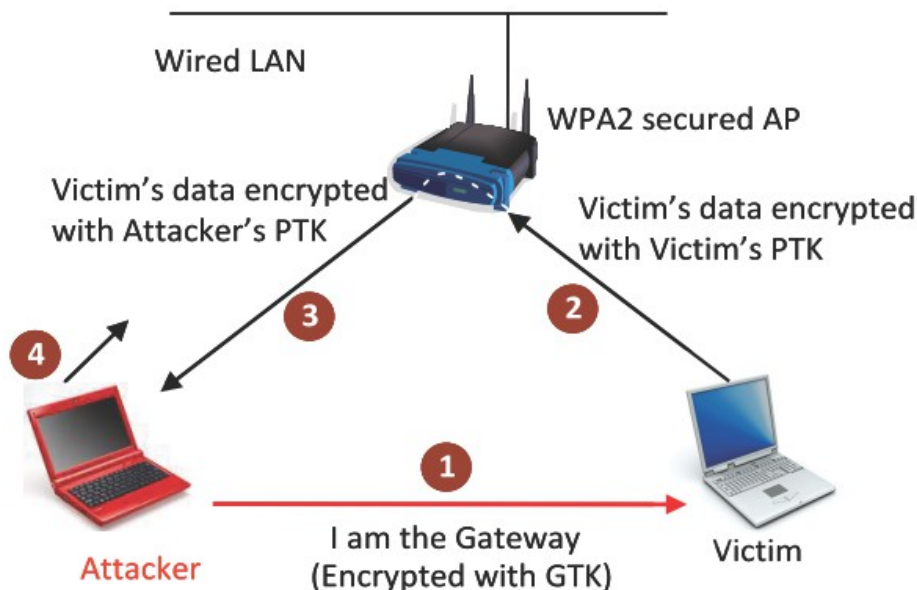 Wired LAN
WPA2 secured AP
Victim’s data encrypted
with Attacker’s PTK
Victim’s data encrypted
with Victim’s PTK
3
2
4
1
I am the Gateway
(Encrypted with GTK)
Attacker
Victim